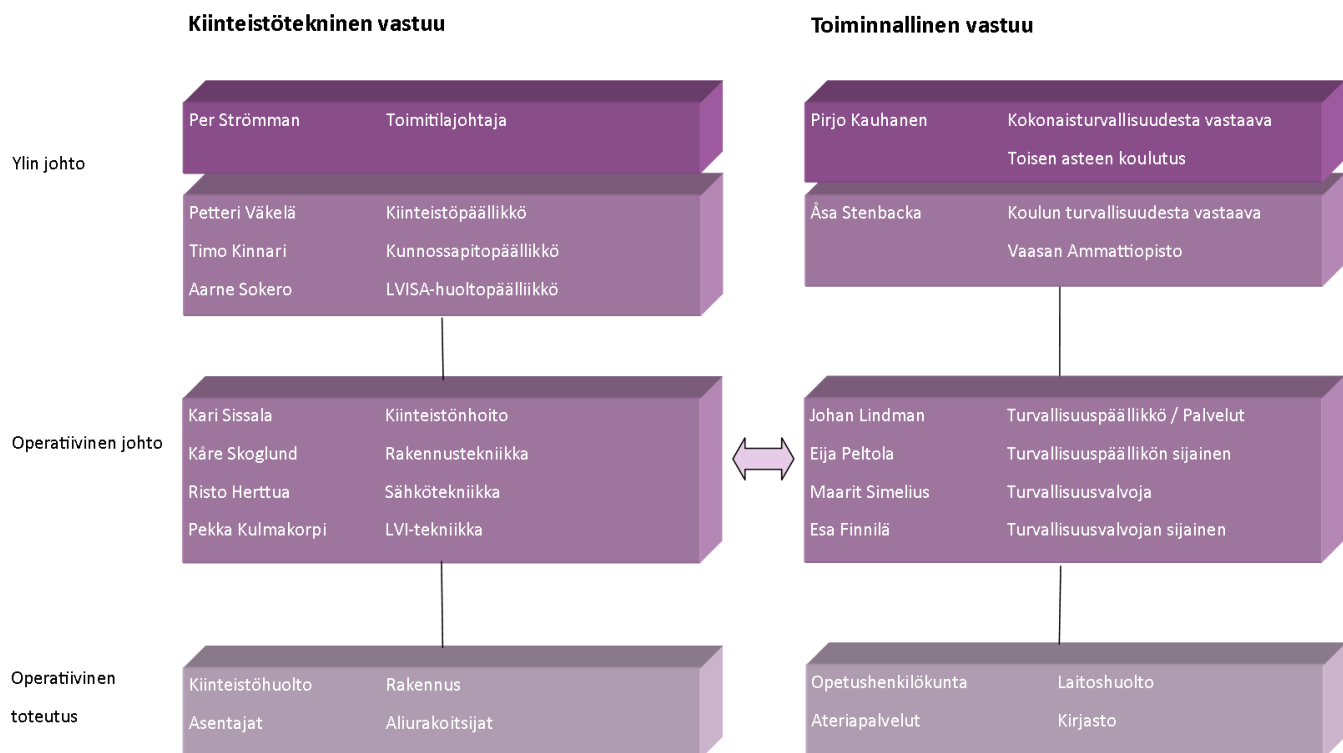 Kiinteistötekninen vastuu
Toiminnallinen vastuu
Ylin johto
Per Strömman Toimitilajohtaja
Pirjo Kauhanen Kokonaisturvallisuudesta vastaava
Toisen asteen koulutus
Petteri Väkelä Kiinteistöpäällikkö
Timo Kinnari Kunnossapitopäällikkö
Aarne Sokero LVISA-huoltopäälliikkö
Åsa Stenbacka Koulun turvallisuudesta vastaava
Vaasan Ammattiopisto
Operatiivinen johto
Kari Sissala Kiinteistönhoito
Kåre Skoglund Rakennustekniikka
Risto Herttua Sähkötekniikka
Pekka Kulmakorpi LVI-tekniikka
Johan Lindman Turvallisuuspäällikkö / Palvelut
Eija Peltola Turvallisuuspäällikön sijainen
Maarit Simelius Turvallisuusvalvoja
Esa Finnilä Turvallisuusvalvojan sijainen
Operatiivinen
toteutus
Kiinteistöhuolto Rakennus
Asentajat Aliurakoitsijat
Opetushenkilökunta Laitoshuolto
Ateriapalvelut Kirjasto